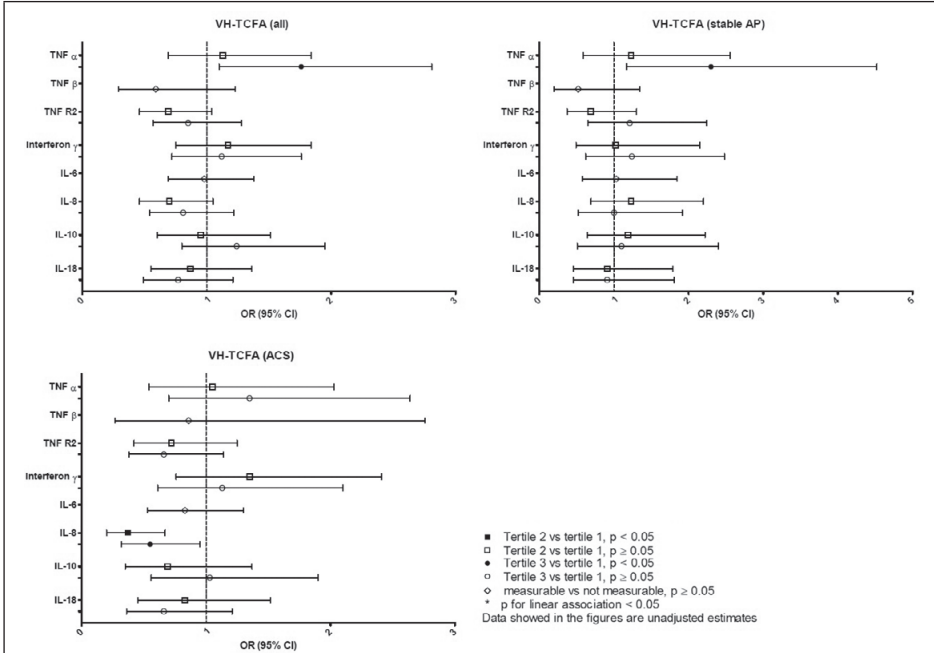 VH-TCFA (all)
TNF α
TNF β
TNF R2
Interferon γ
IL-6
IL-8
IL-10
IL-18
0 1 2 3
OR (95% CI)
VH-TCFA (stable AP)
TNF α
TNF β
TNF R2
Interferon γ
IL-6
IL-8
IL-10
IL-18
0 1 2 3 4 5
OR (95% CI)
VH-TCFA (ACS)
TNF α
TNF β
TNF R2
Interferon γ
IL-6
IL-8
IL-10
IL-18
0 1 2 3
OR (95% CI)
Tertile 2 vs tertile 1, p < 0.05
Tertile 2 vs tertile 1, p ≥ 0.05
Tertile 3 vs tertile 1, p < 0.05
Tertile 3 vs tertile 1, p ≥ 0.05
measurable vs not measurable, p ≥ 0.05
* p for linear association < 0.05
Data showed in the figures are unadjusted estimates